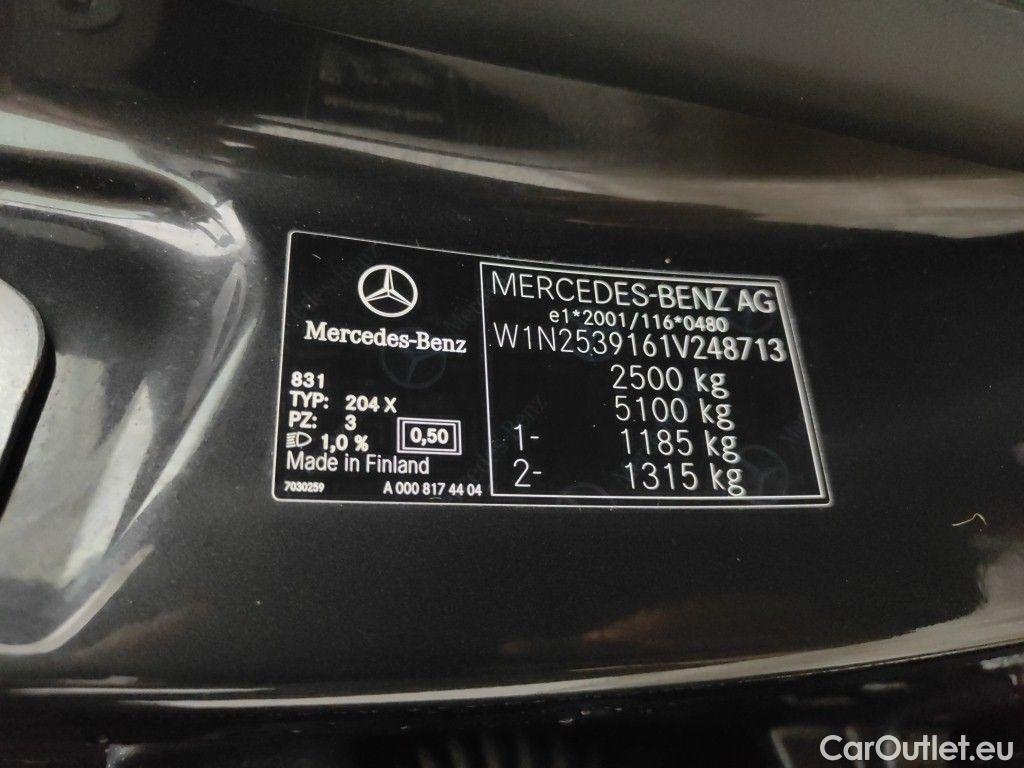 Mercedes-Benz
831
TYP: 204 X
PZ: 3
1,0 %
0,50
Made in Finland
7030259 A 000 817 44 04
MERCEDES-BENZ AG
e1*2001/116*0480
W1N2539161V248713
2500 kg
5100 kg
1- 1185 kg
2- 1315 kg
CarOutlet.eu